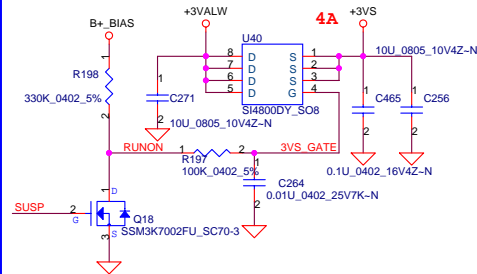 B+_BIAS
+3VALW
4A
+3VS
U40
8 D S 1
7 D S 2
6 D S 3
5 D G 4
SI4800DY_SO8
10U_0805_10V4Z~N
1
R198
330K_0402_5%
2
1
C271
2
10U_0805_10V4Z~N
1
C465
2
1
C256
2
0.1U_0402_16V4Z~N
RUNON
1
2
R197
100K_0402_5%
3VS_GATE
1
C264
0.01U_0402_25V7K~N
2
SUSP
2
G
1
D
Q18
S
SSM3K7002FU_SC70-3
3